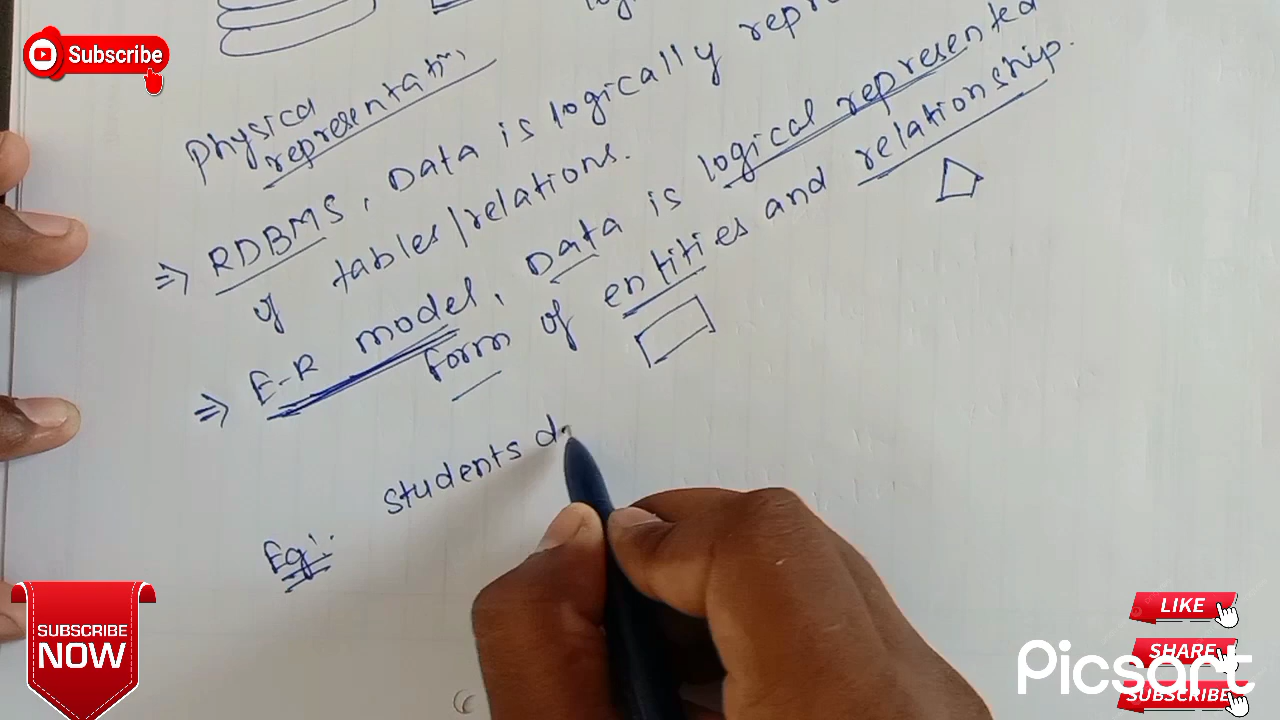 Subscribe
Physical
representation
⇒ RDBMS, Data is logically
of tables/relations.
⇒ E-R model, Data is logical represented
form of entities and relationship.
Eg:- students
SUBSCRIBE
NOW
LIKE
SHARE
SUBSCRIBE
Picsart